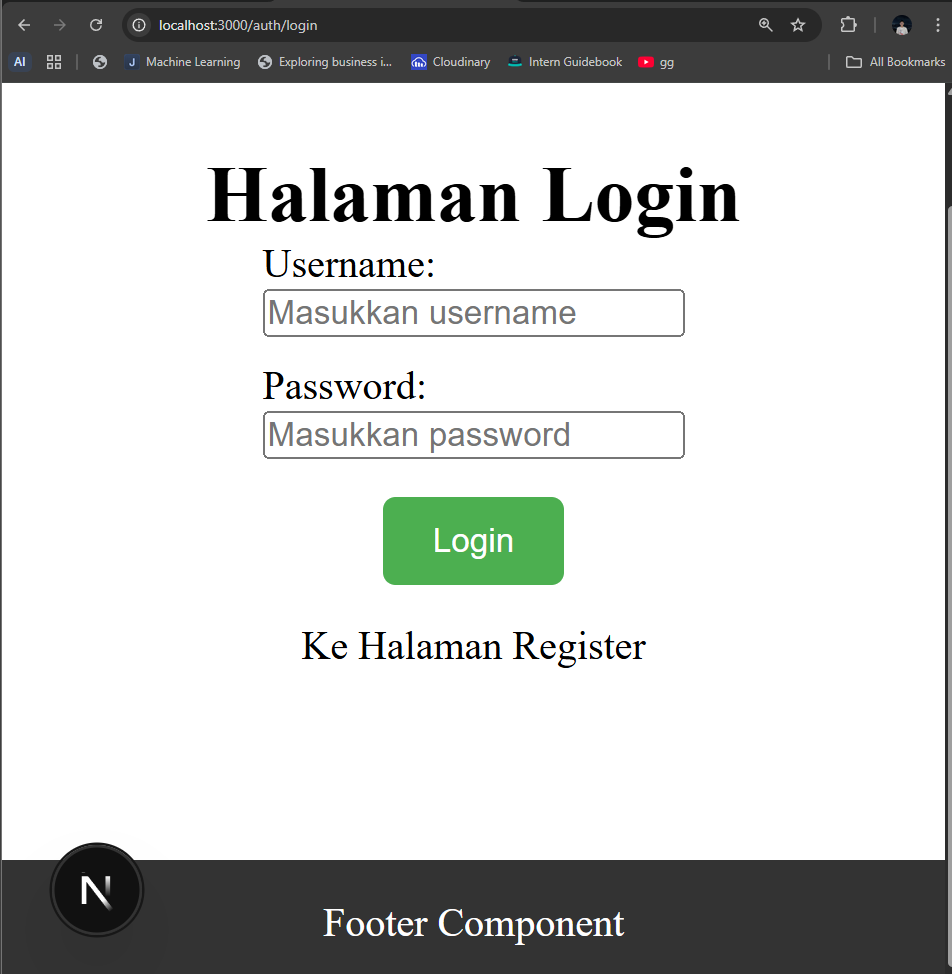 localhost:3000/auth/login
AI
J Machine Learning Exploring business i... Cloudinary Intern Guidebook gg All Bookmarks
Halaman Login
Username:
Masukkan username
Password:
Masukkan password
Login
Ke Halaman Register
N
Footer Component